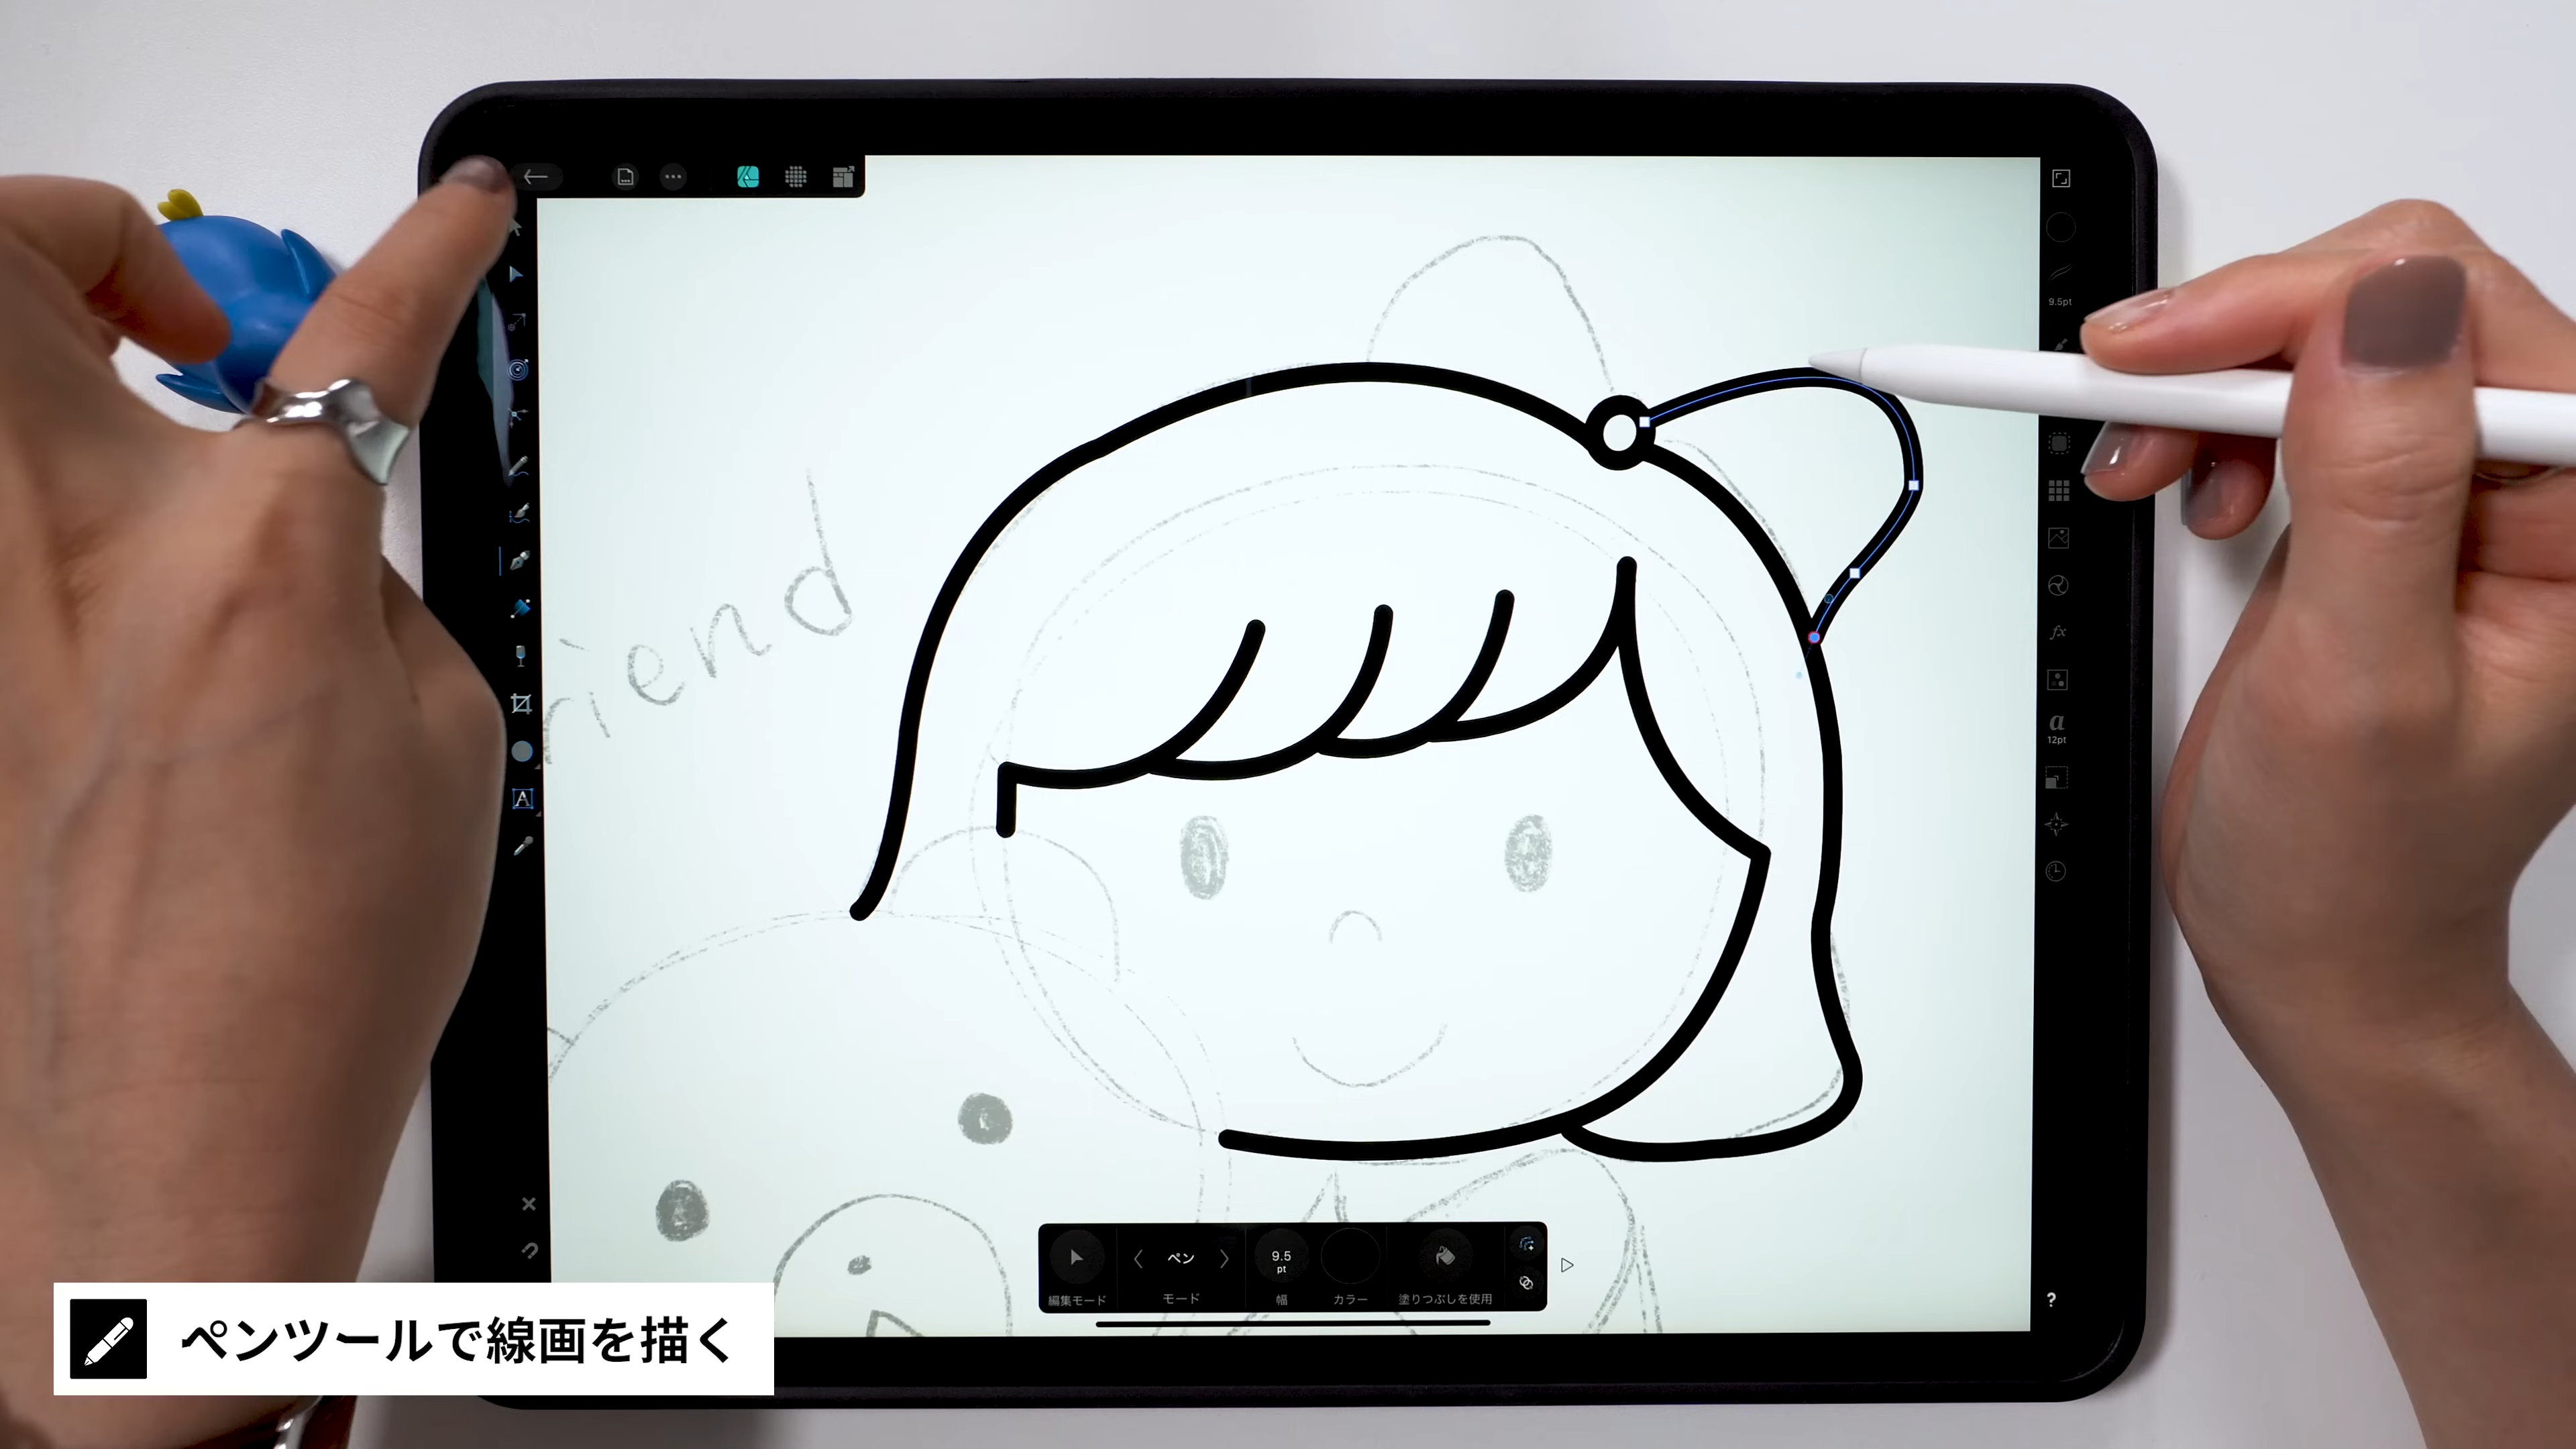 9.5pt
riend
fx
a
12pt
A
ペン
9.5
pt
編集モード
モード
幅
カラー
塗りつぶしを使用
?
ペンツールで線画を描く